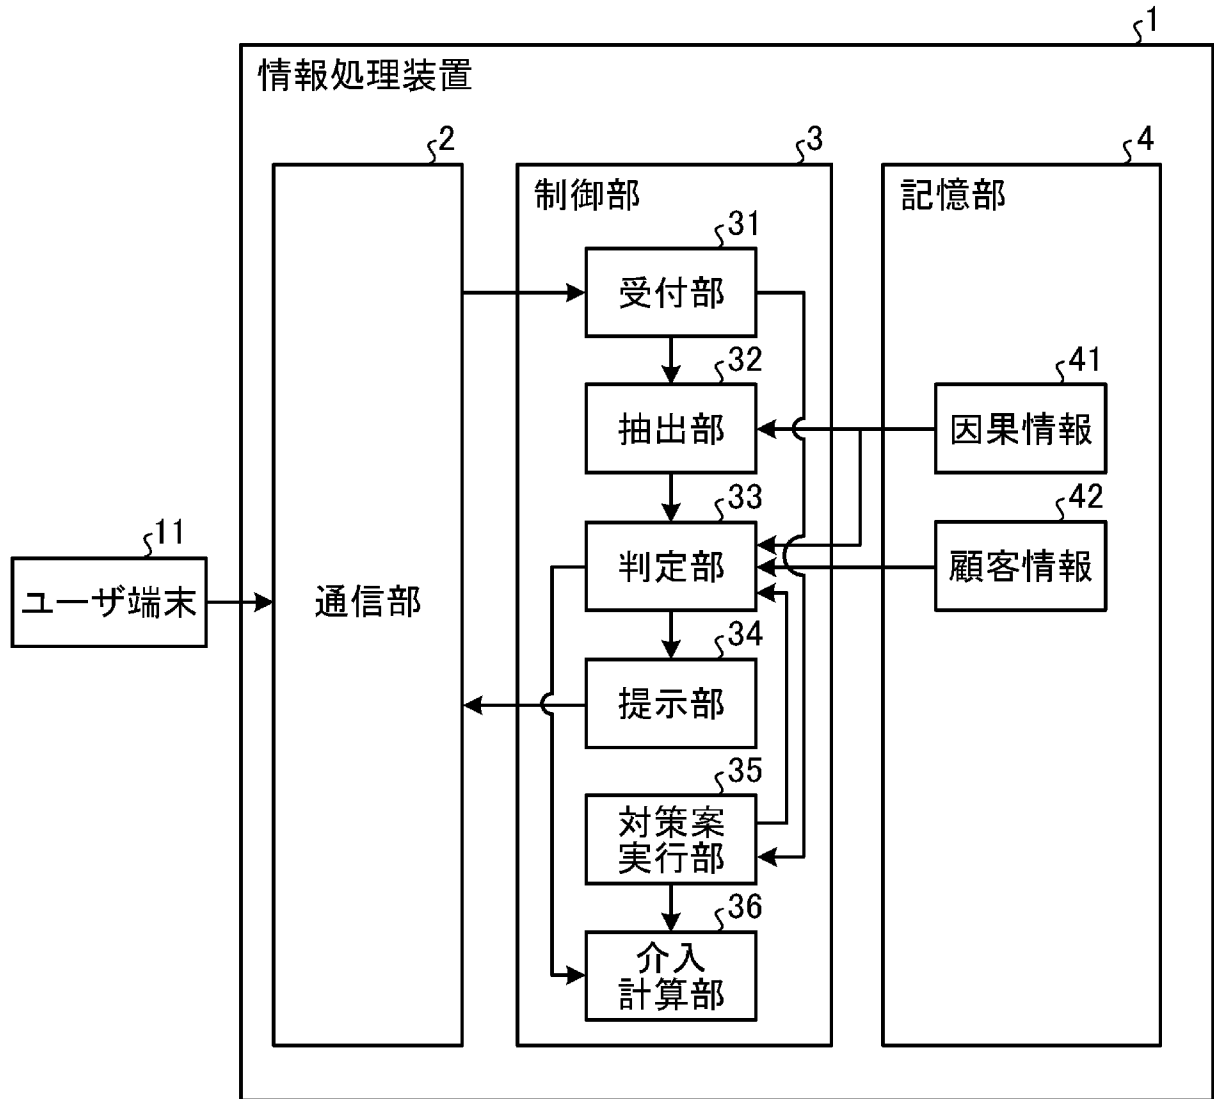 1
情報処理装置
2
3
4
制御部
記憶部
31
受付部
32
抽出部
41
因果情報
33
判定部
42
顧客情報
11
ユーザ端末
通信部
34
提示部
35
対策案
実行部
36
介入
計算部